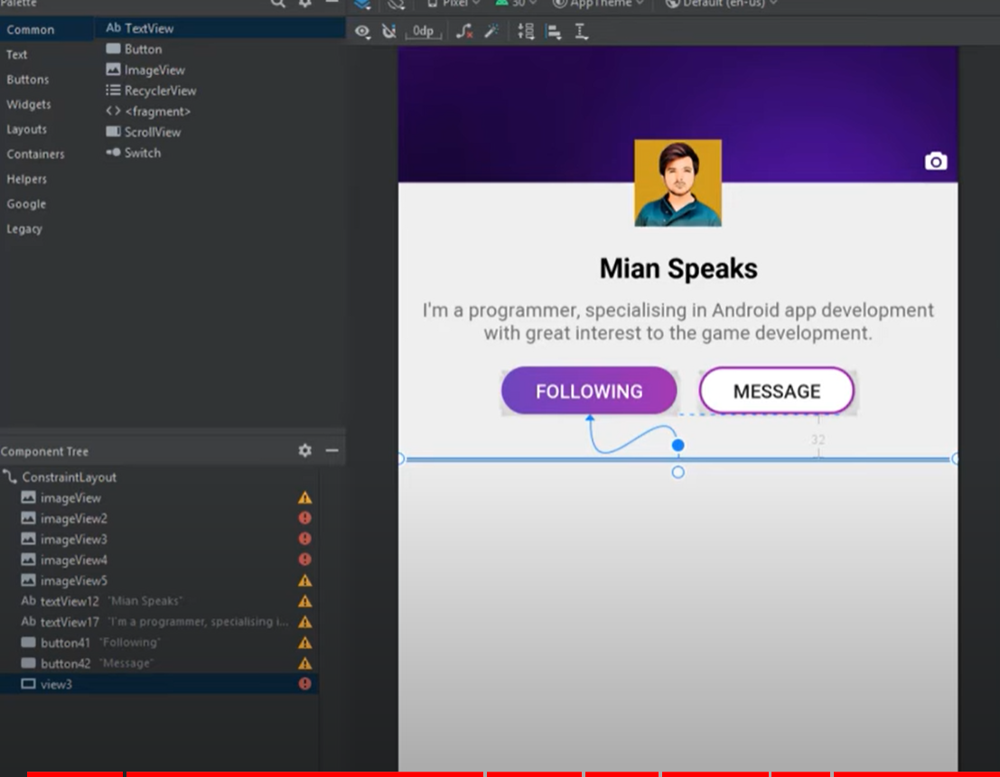 Palette
Pixel
30
AppTheme
Default (en-us)
Common
Ab TextView
Text
Button
Buttons
ImageView
Widgets
RecyclerView
Layouts
<> <fragment>
Containers
ScrollView
Helpers
Switch
Google
Legacy
0dp
Mian Speaks
I'm a programmer, specialising in Android app development
with great interest to the game development.
FOLLOWING
MESSAGE
32
Component Tree
ConstraintLayout
imageView
imageView2
imageView3
imageView4
imageView5
Ab textView12 "Mian Speaks"
Ab textView17 "I'm a programmer, specialising i...
button41 "Following"
button42 "Message"
view3